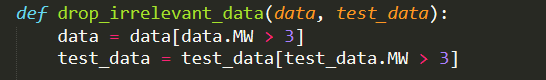 def drop_irrelevant_data(data, test_data):
    data = data[data.MW > 3]
    test_data = test_data[test_data.MW > 3]